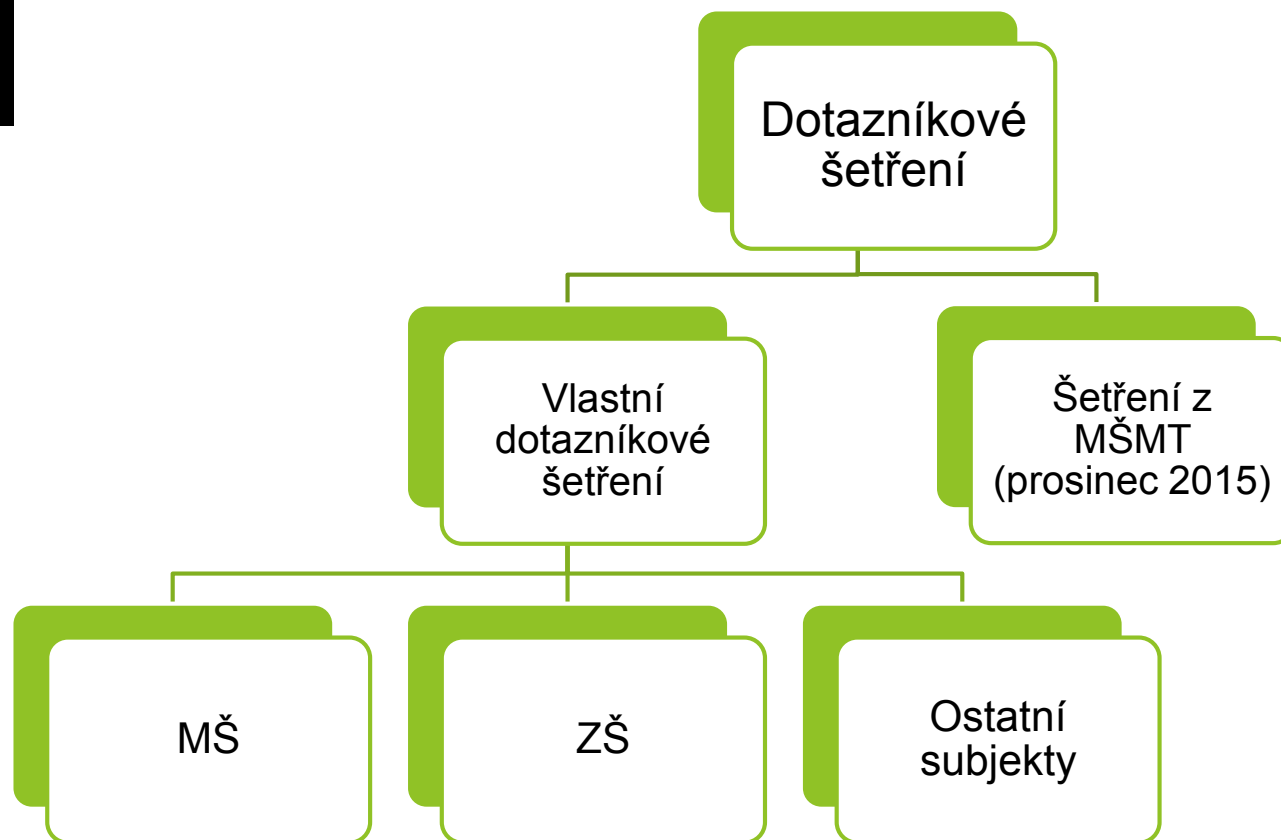 Dotazníkové
šetření
Vlastní
dotazníkové
šetření
Šetření z
MŠMT
(prosinec 2015)
MŠ
ZŠ
Ostatní
subjekty